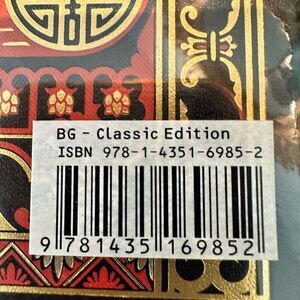 BG - Classic Edition
ISBN 978-1-4351-6985-2
9 781435 169852